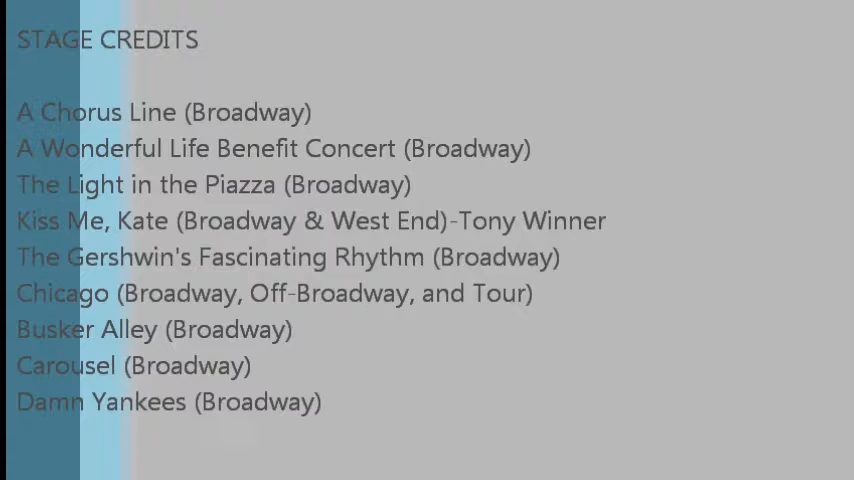 STAGE CREDITS
A Chorus Line (Broadway)
A Wonderful Life Benefit Concert (Broadway)
The Light in the Piazza (Broadway)
Kiss Me, Kate (Broadway & West End)-Tony Winner
The Gershwin's Fascinating Rhythm (Broadway)
Chicago (Broadway, Off-Broadway, and Tour)
Busker Alley (Broadway)
Carousel (Broadway)
Damn Yankees (Broadway)